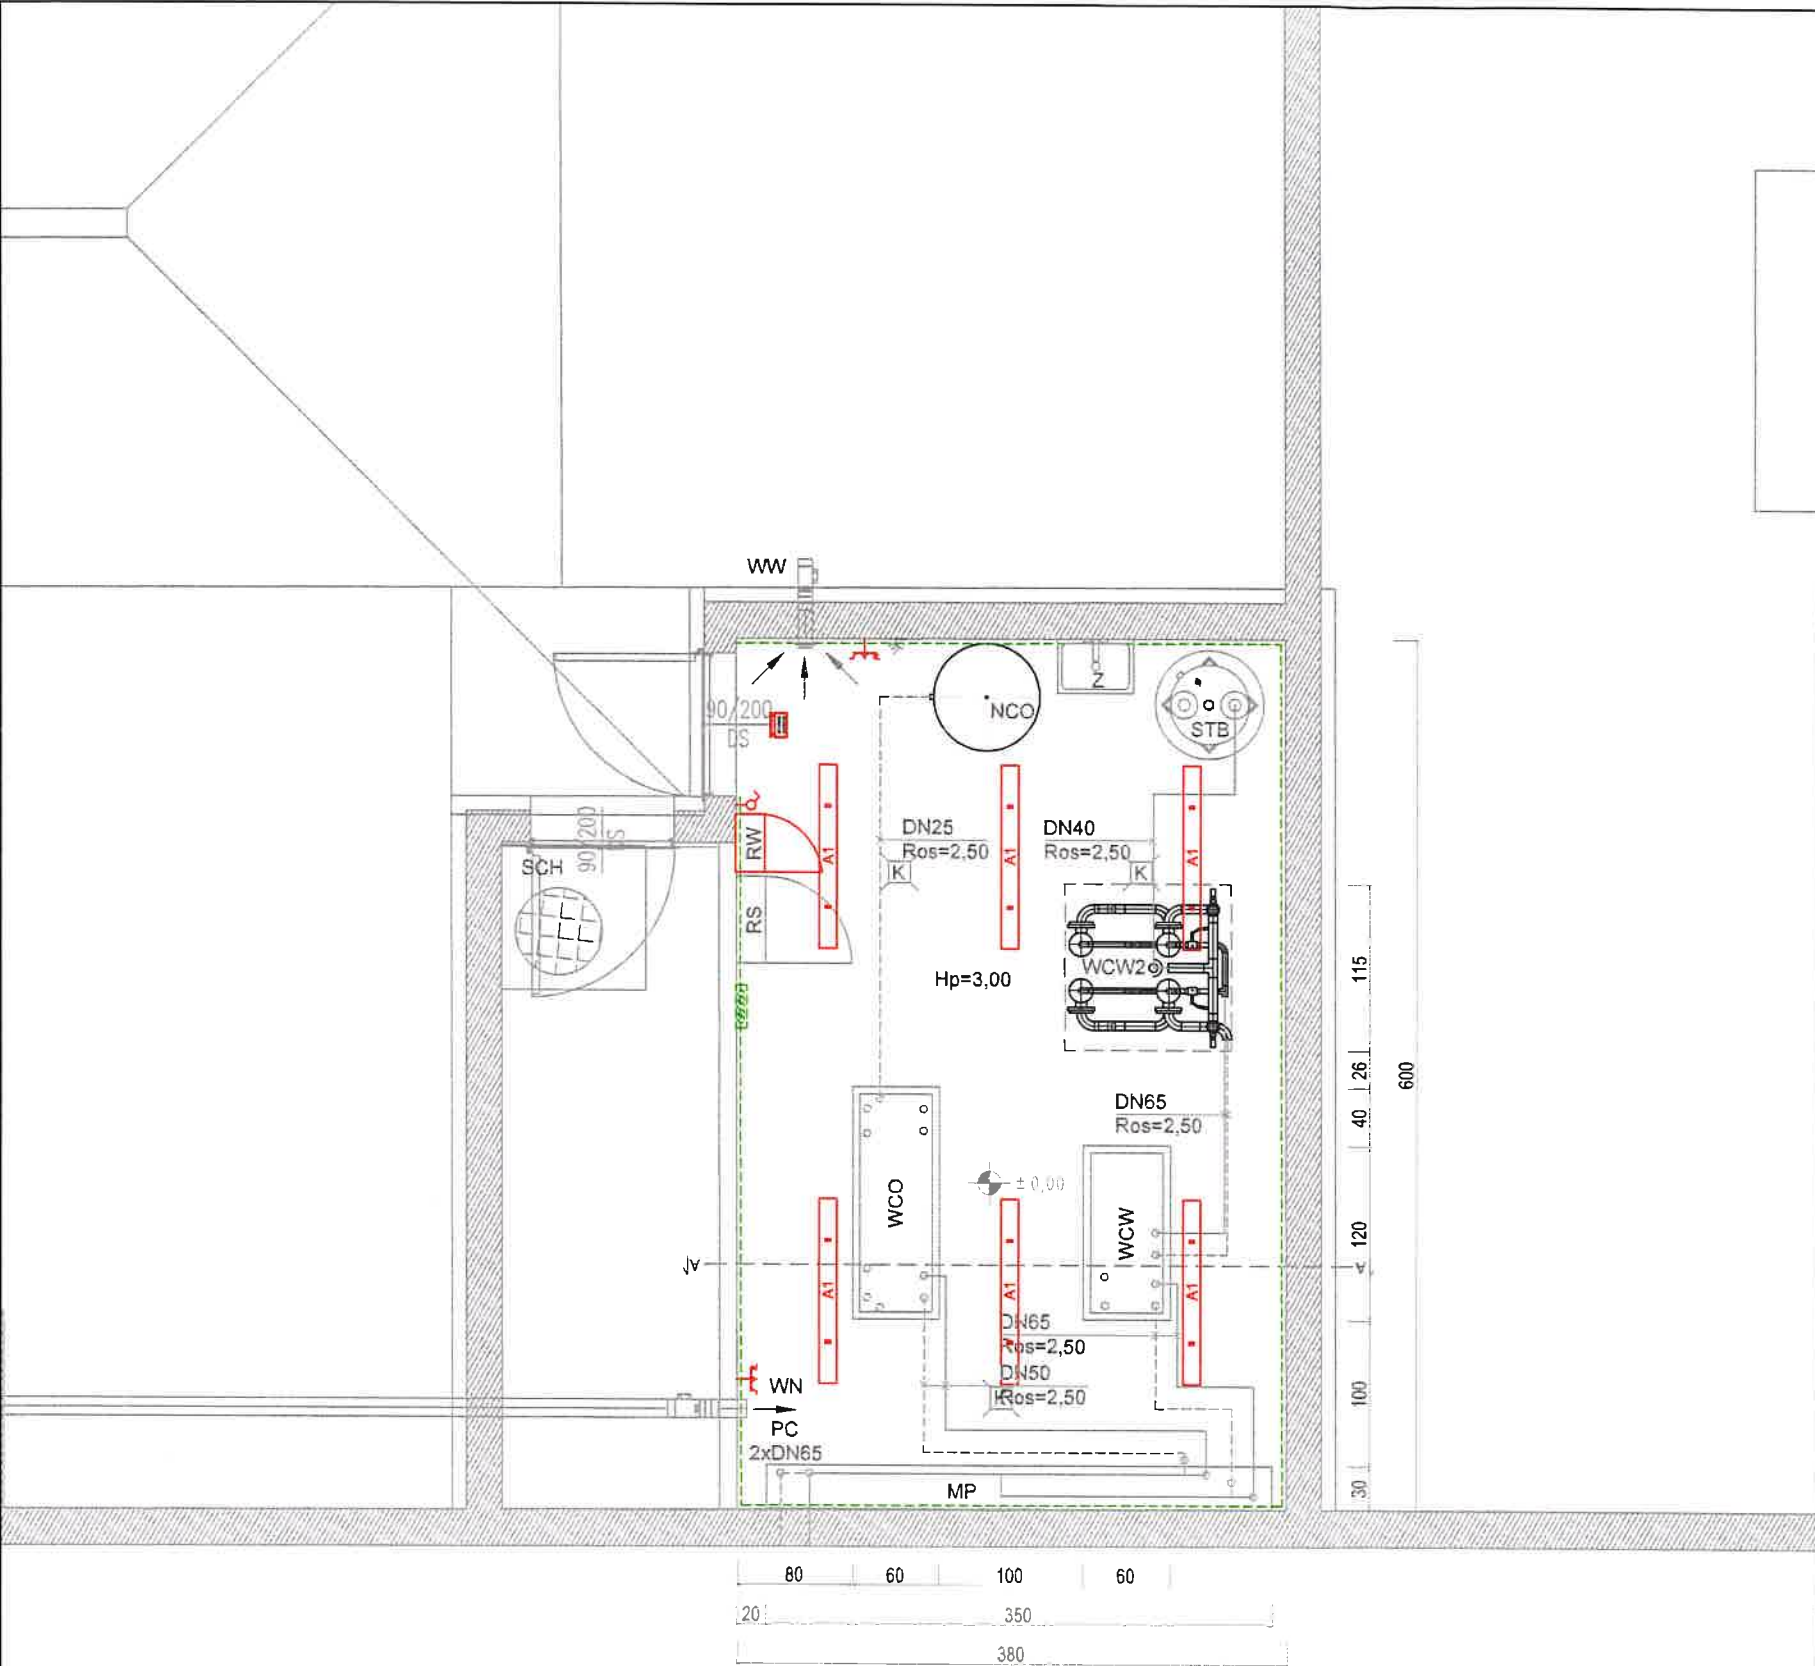 WW
90/200
DS
NCO
Z
STB
RW
A1
A1
A1
DN25
Ros=2,50
K
DN40
Ros=2,50
K
90/200
DS
SCH
RS
WCW2
Hp=3,00
115
26
40
600
DN65
Ros=2,50
WCO
± 0,00
WCW
120
A
A
A1
A1
A1
DN65
Ros=2,50
DN50
Ros=2,50
K
WN
PC
2xDN65
100
MP
30
80
60
100
60
20
350
380